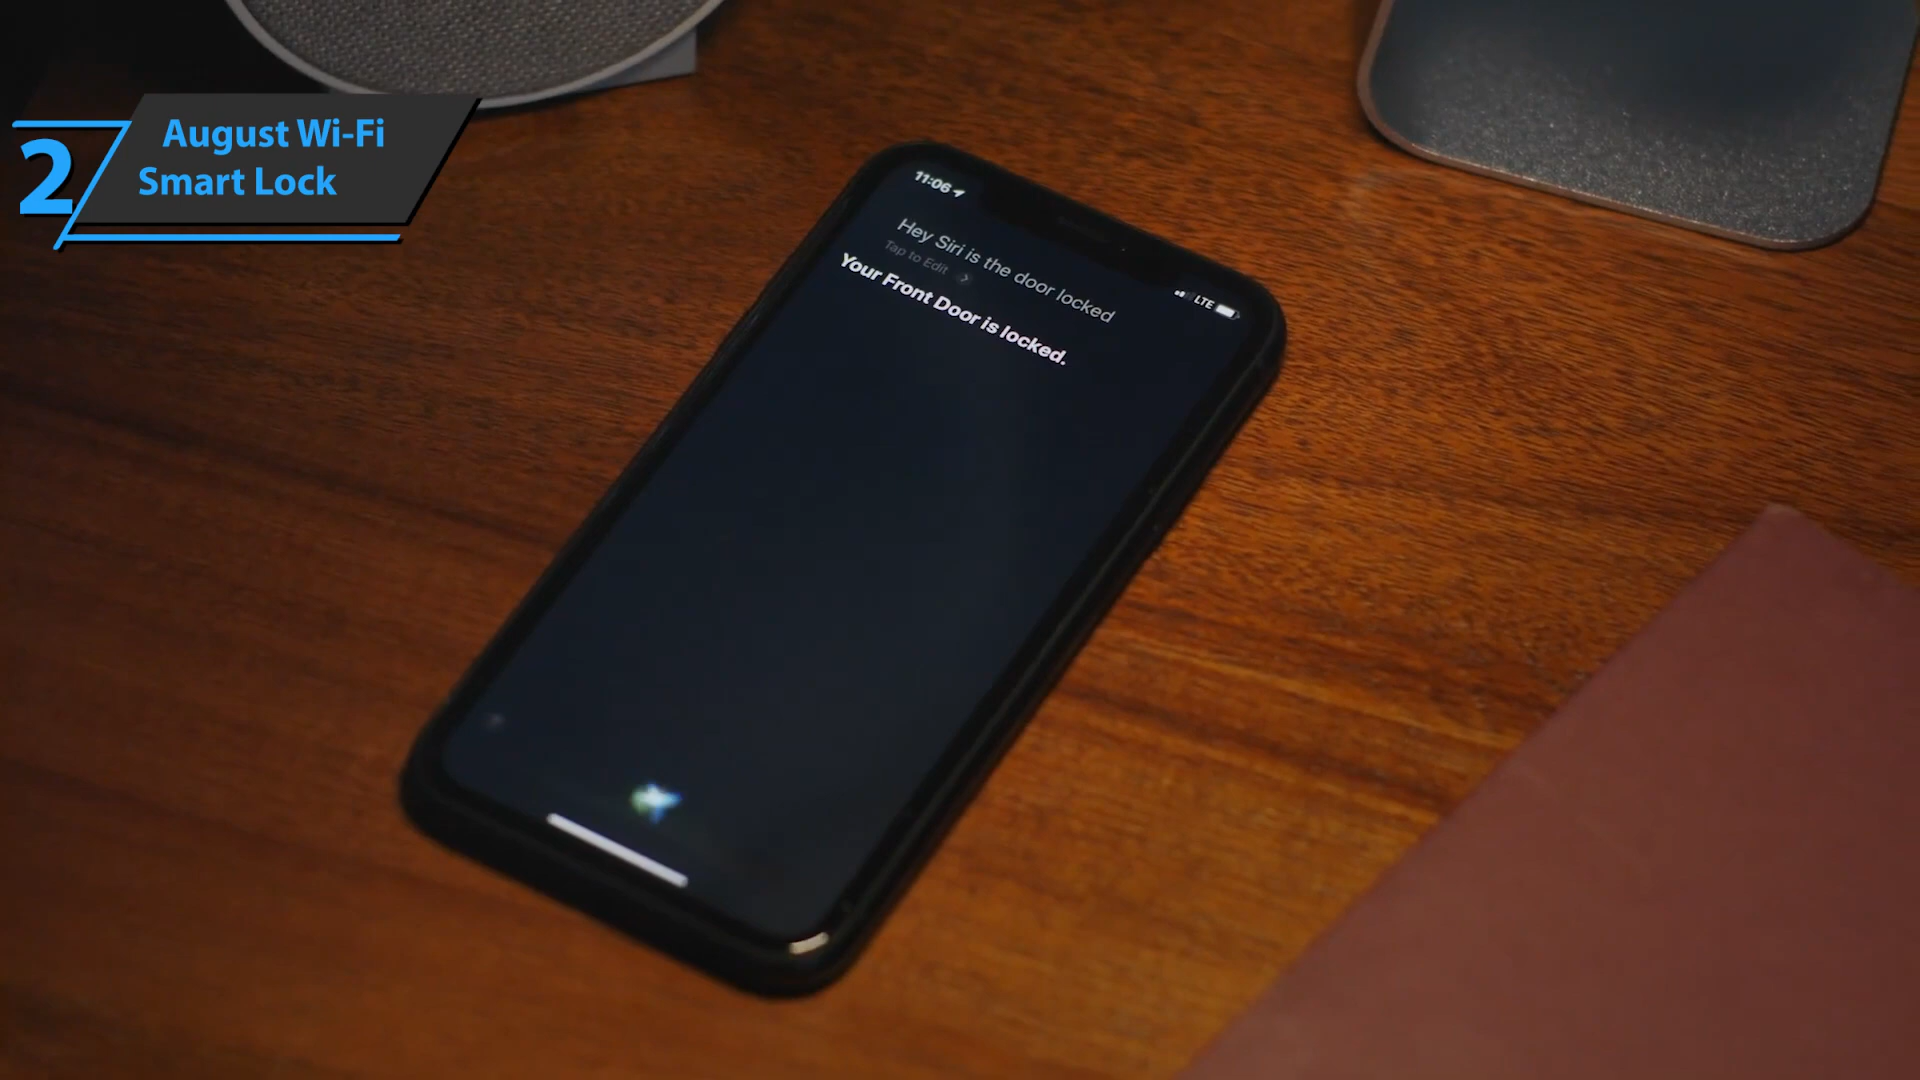 2
August Wi-Fi
Smart Lock
11:06
LTE
Hey Siri is the door locked
Tap to Edit
Your Front Door is locked.